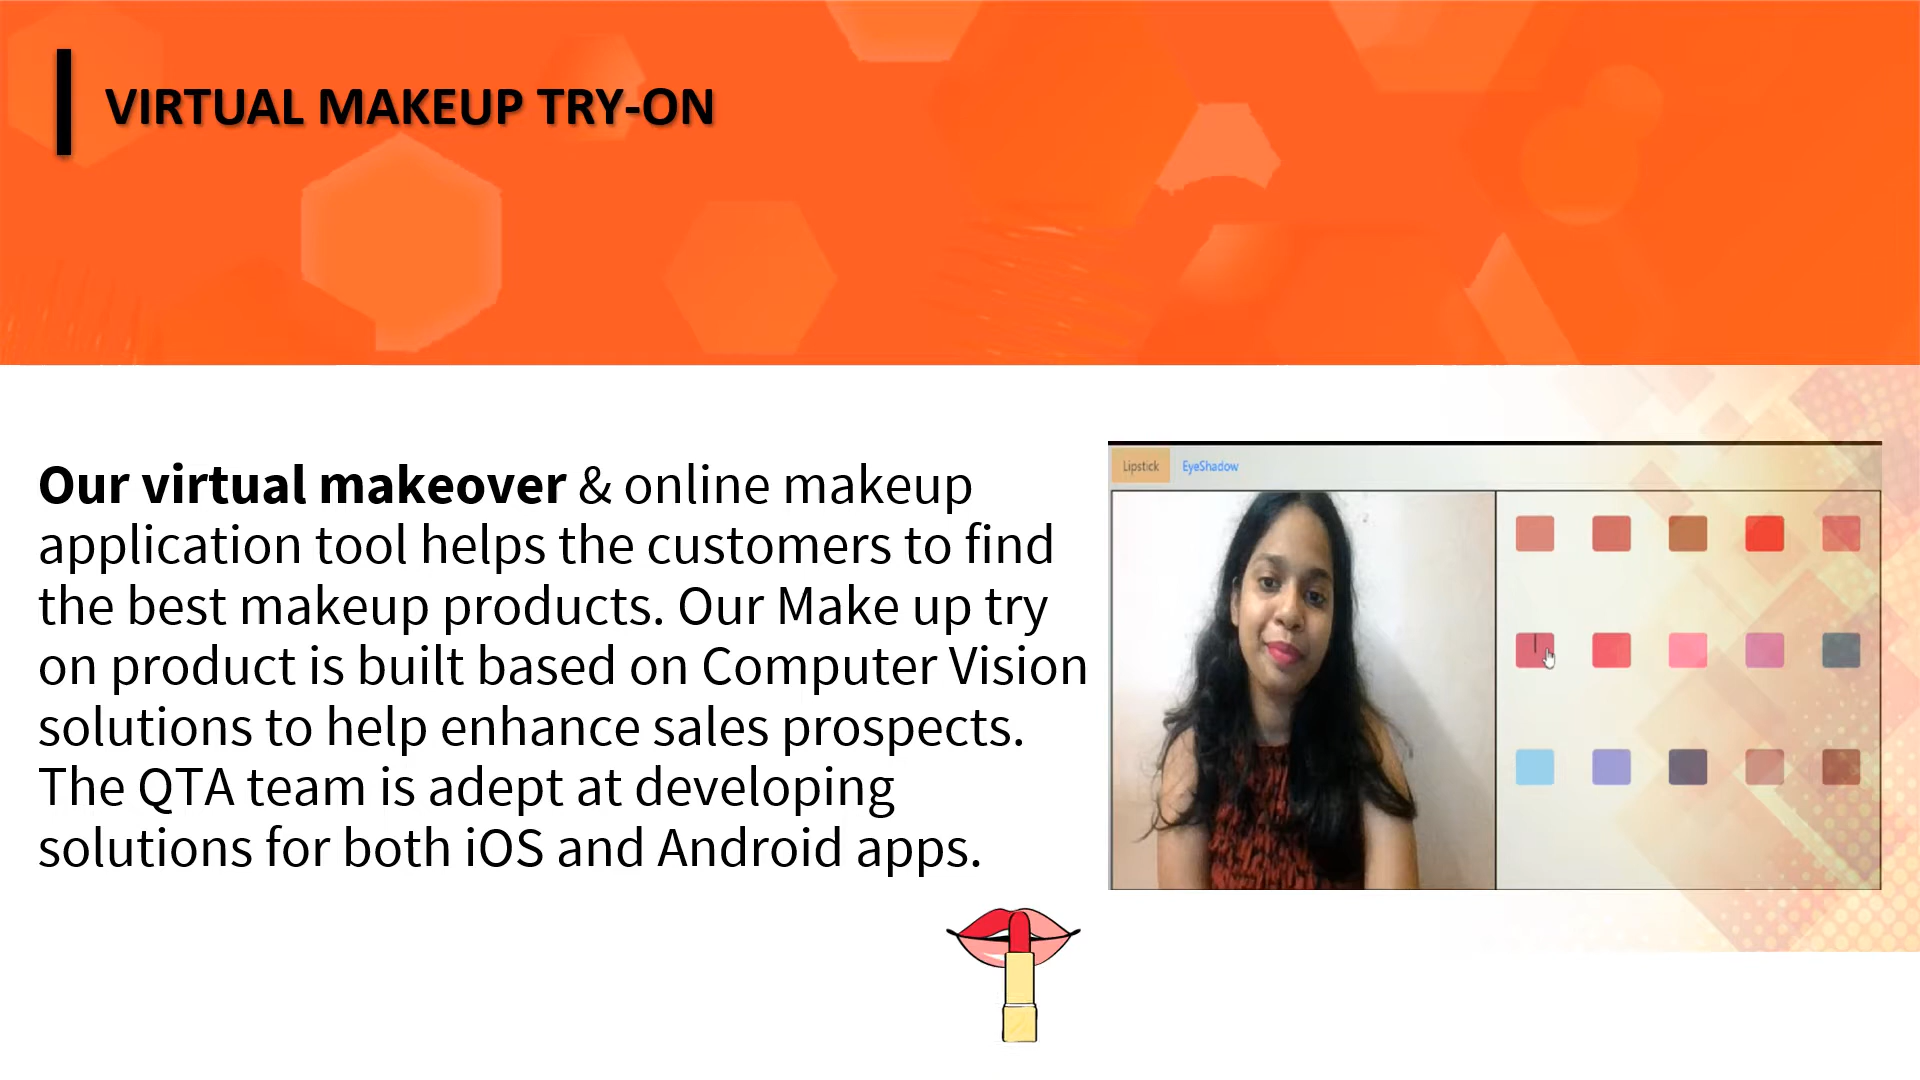 VIRTUAL MAKEUP TRY-ON
Our virtual makeover & online makeup
application tool helps the customers to find
the best makeup products. Our Make up try
on product is built based on Computer Vision
solutions to help enhance sales prospects.
The QTA team is adept at developing
solutions for both iOS and Android apps.
Lipstick EyeShadow